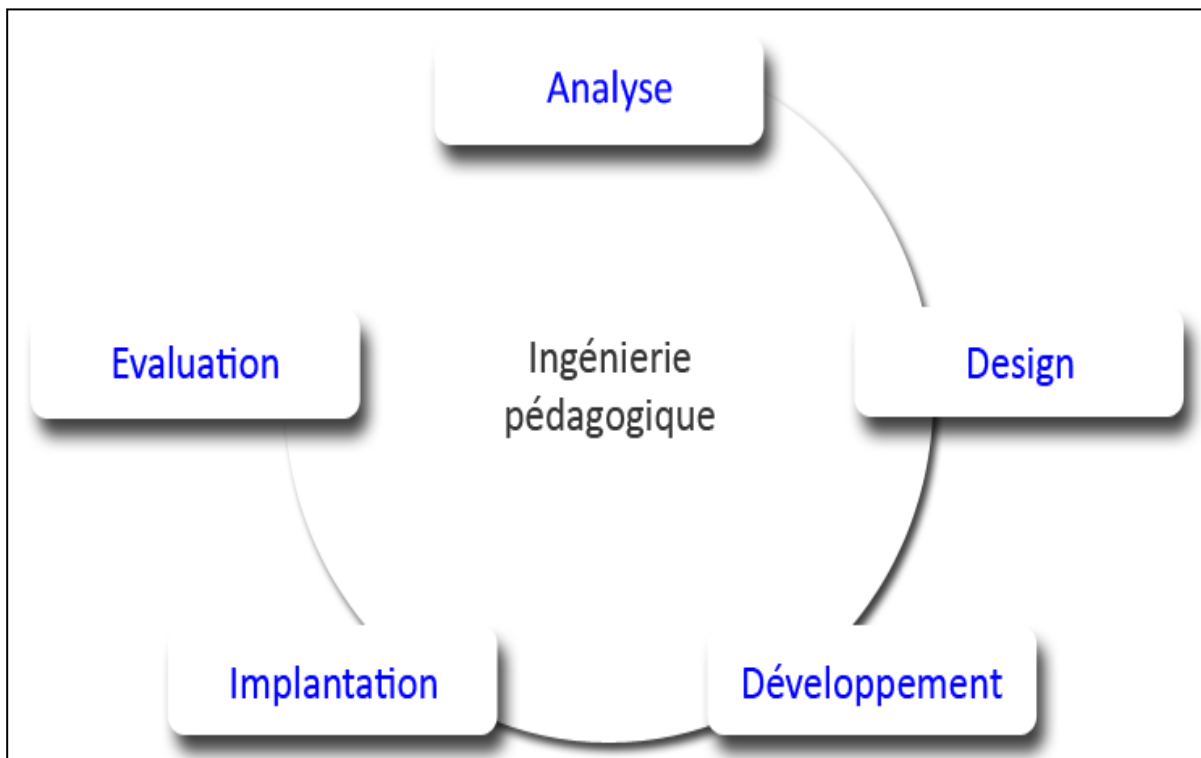 Analyse
Evaluation
Ingénierie
pédagogique
Design
Implantation
Développement